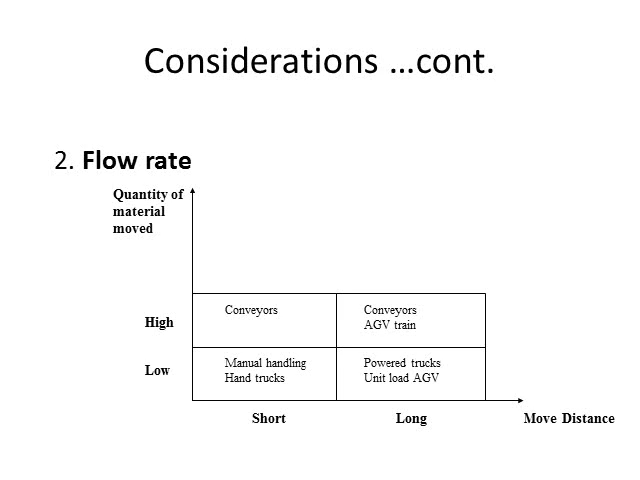 Considerations …cont.
2. Flow rate
Quantity of
material
moved
High
Conveyors
Conveyors
AGV train
Low
Manual handling
Hand trucks
Powered trucks
Unit load AGV
Short
Long
Move Distance